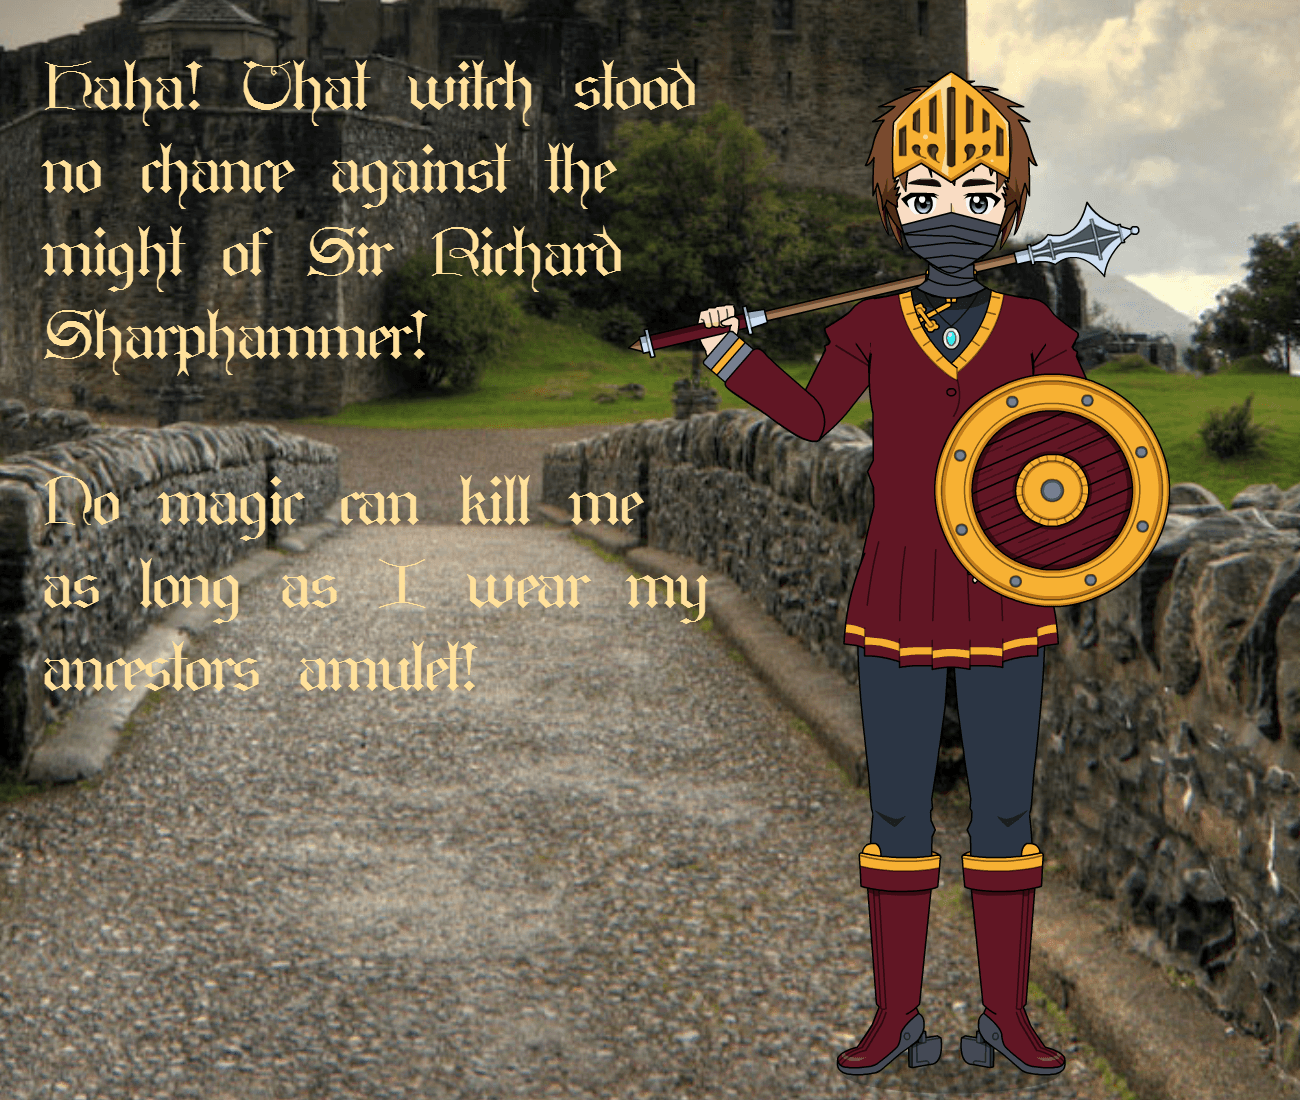 Haha! That witch stood
no chance against the
might of Sir Richard
Sharphammer!
No magic can kill me
as long as I wear my
ancestors amulet!